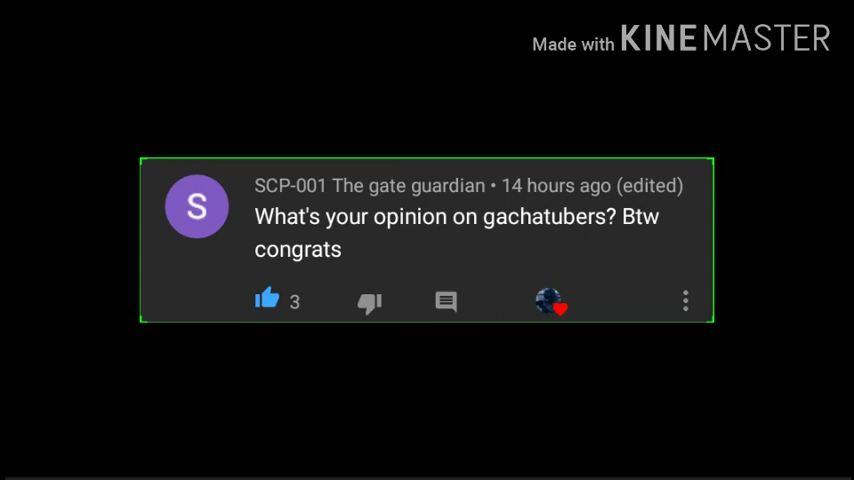 Made with KINEMASTER
SCP-001 The gate guardian • 14 hours ago (edited)
What's your opinion on gachatubers? Btw
congrats
S
3